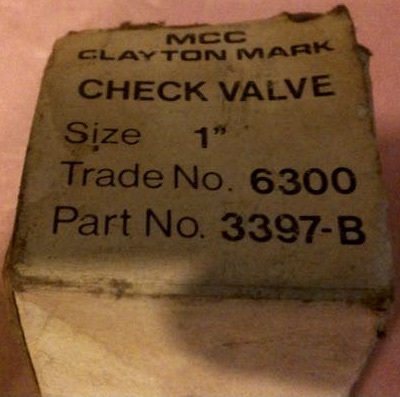 MCC
CLAYTON MARK
CHECK VALVE
Size 1"
Trade No. 6300
Part No. 3397-B